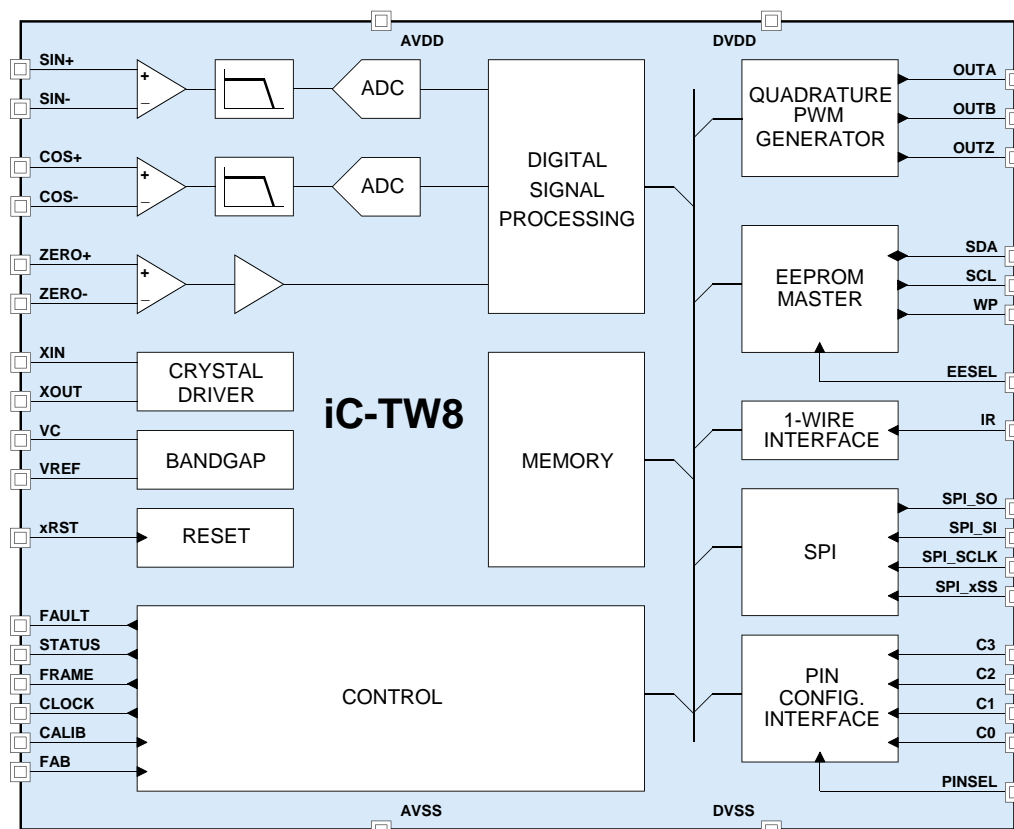 AVDD
DVDD
SIN+
SIN-
+
−
ADC
COS+
COS-
+
−
ADC
ZERO+
ZERO-
+
−
DIGITAL
SIGNAL
PROCESSING
QUADRATURE
PWM
GENERATOR
OUTA
OUTB
OUTZ
EEPROM
MASTER
SDA
SCL
WP
EESEL
XIN
XOUT
CRYSTAL
DRIVER
VC
VREF
BANDGAP
xRST
RESET
iC-TW8
MEMORY
1-WIRE
INTERFACE
IR
SPI
SPI_SO
SPI_SI
SPI_SCLK
SPI_xSS
FAULT
STATUS
FRAME
CLOCK
CALIB
FAB
CONTROL
PIN
CONFIG.
INTERFACE
C3
C2
C1
C0
PINSEL
AVSS
DVSS